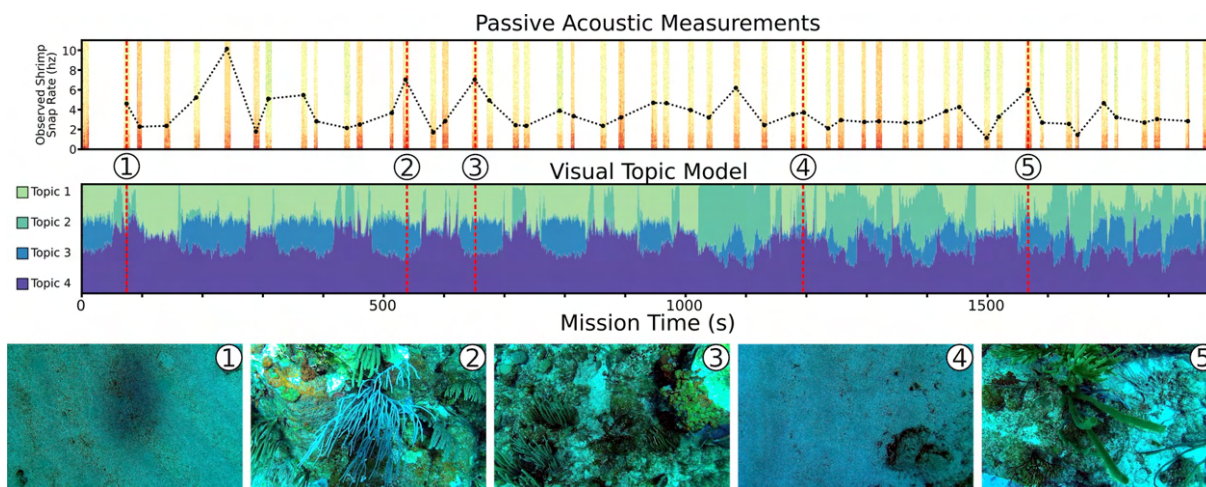 Passive Acoustic Measurements
Observed Shrimp
Snap Rate (hz)
10
8
6
4
2
0
① ② ③ ④ ⑤
Visual Topic Model
Topic 1
Topic 2
Topic 3
Topic 4
0 500 1000 1500
Mission Time (s)
① ② ③ ④ ⑤